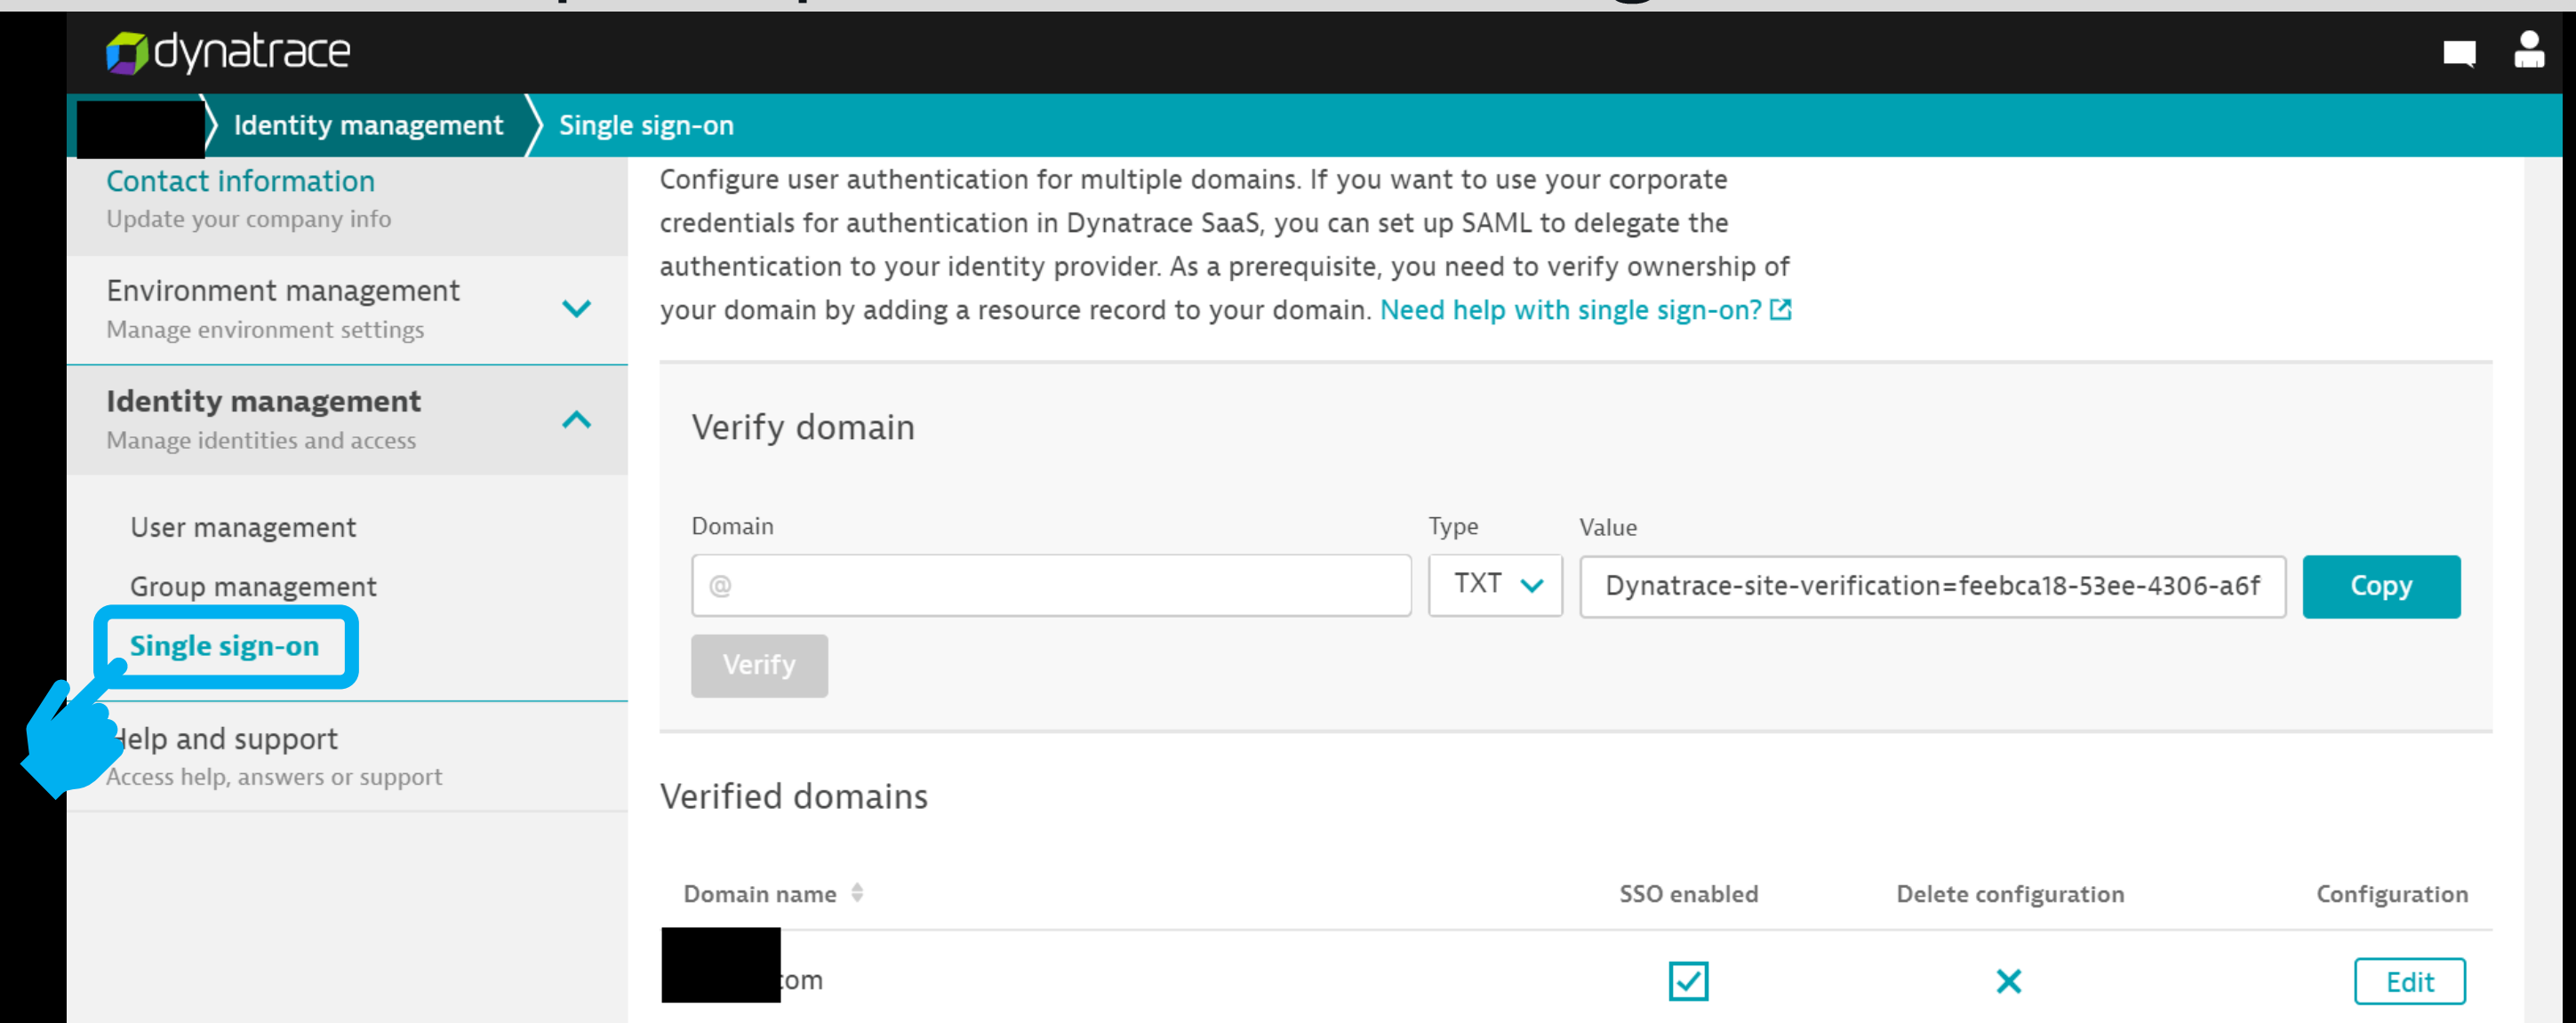 dynatrace
Identity management
Single sign-on
Contact information
Update your company info
Environment management
Manage environment settings
Identity management
Manage identities and access
User management
Group management
Single sign-on
Help and support
Access help, answers or support
Configure user authentication for multiple domains. If you want to use your corporate
credentials for authentication in Dynatrace SaaS, you can set up SAML to delegate the
authentication to your identity provider. As a prerequisite, you need to verify ownership of
your domain by adding a resource record to your domain. Need help with single sign-on?
Verify domain
Domain
Type
Value
@
TXT
Dynatrace-site-verification=feebca18-53ee-4306-a6f
Copy
Verify
Verified domains
Domain name
SSO enabled
Delete configuration
Configuration
com
Edit